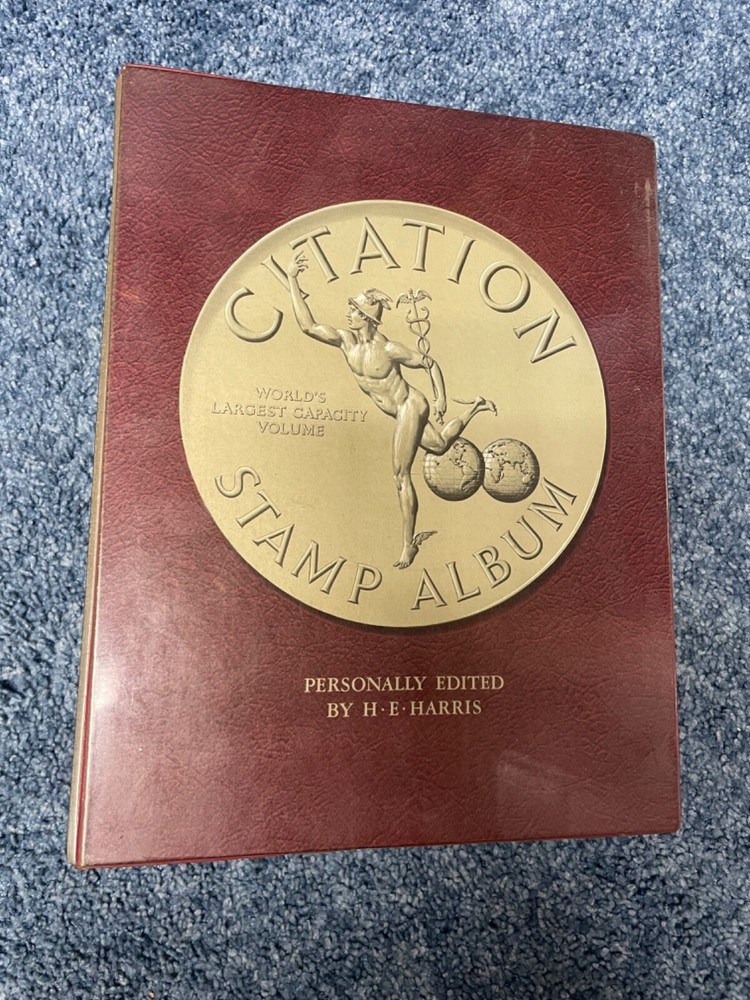 CITATION
WORLD'S
LARGEST CAPACITY
VOLUME
STAMP ALBUM
PERSONALLY EDITED
BY H·E·HARRIS